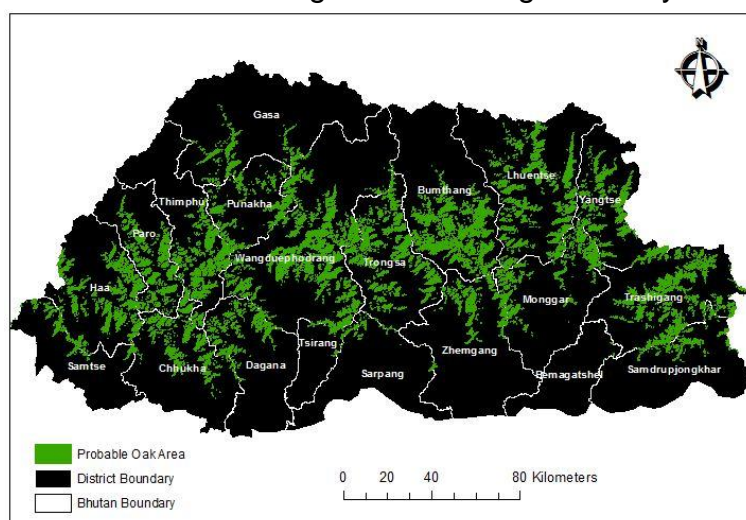 N
Gasa
Lhuentse
Bumthang
Yangtse
Thimphu
Punakha
Paro
Wangduephodrang
Trongsa
Haa
Monggar
Trashigang
Tsirang
Zhemgang
Samtse
Chhukha
Dagana
Sarpang
Pemagatshel
Samdrupjongkhar
Probable Oak Area
District Boundary
Bhutan Boundary
0 20 40 80 Kilometers